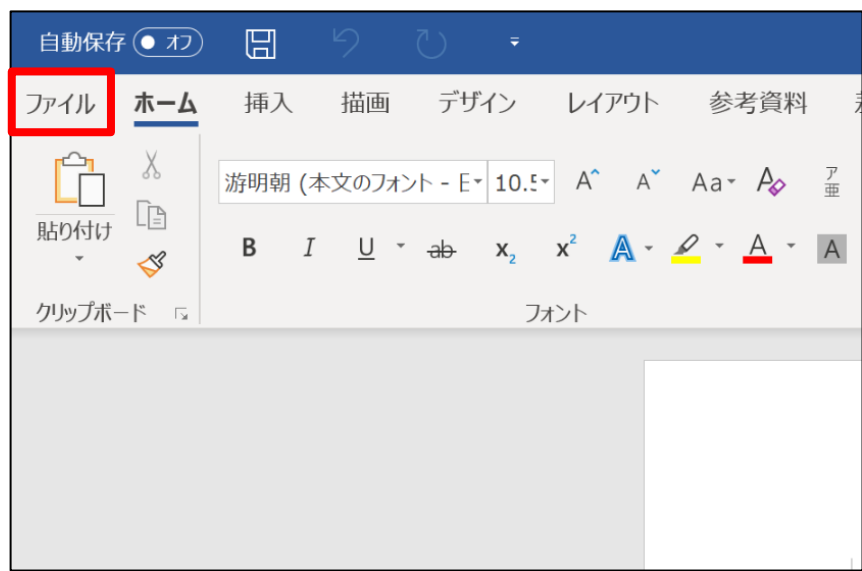 自動保存 オフ
ファイル ホーム 挿入 描画 デザイン レイアウト 参考資料
游明朝 (本文のフォント - E 10.5 A A Aa A ア亜
貼り付け
B I U ab x₂ x² A A A
クリップボード フォント